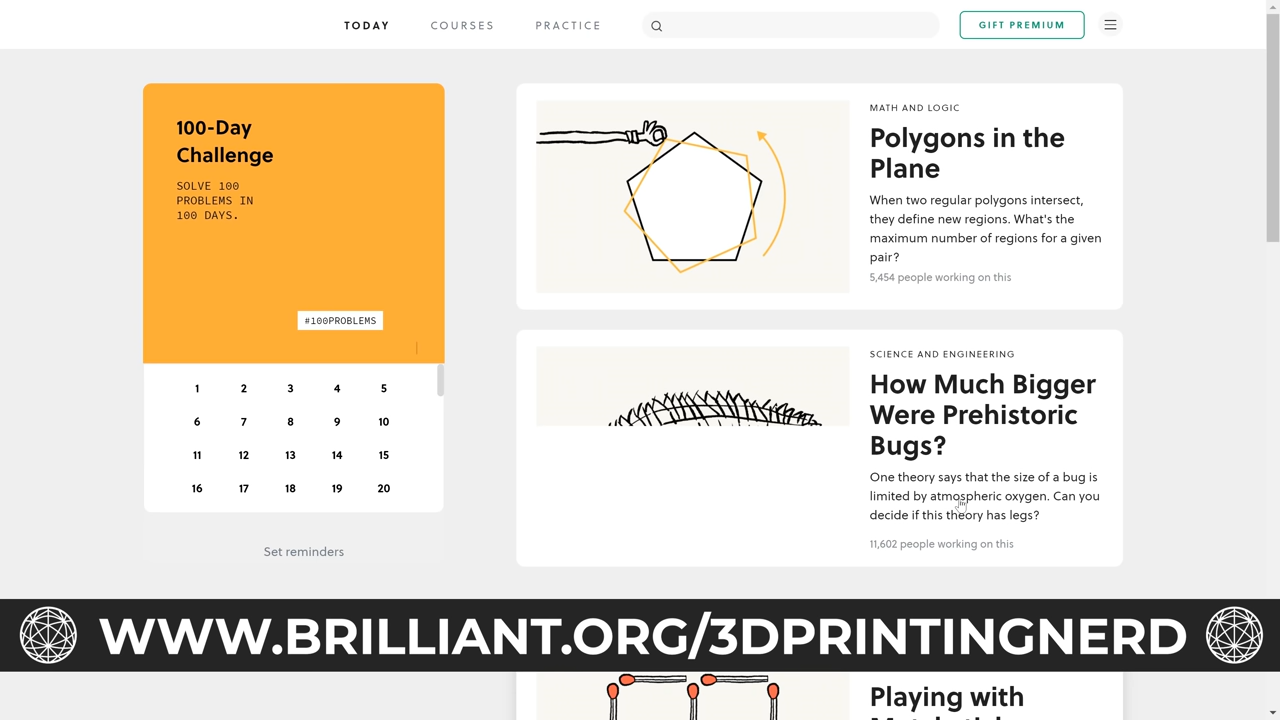 TODAY COURSES PRACTICE GIFT PREMIUM
100-Day
Challenge
SOLVE 100
PROBLEMS IN
100 DAYS.
#100PROBLEMS
1 2 3 4 5
6 7 8 9 10
11 12 13 14 15
16 17 18 19 20
Set reminders
MATH AND LOGIC
Polygons in the
Plane
When two regular polygons intersect,
they define new regions. What's the
maximum number of regions for a given
pair?
5,454 people working on this
SCIENCE AND ENGINEERING
How Much Bigger
Were Prehistoric
Bugs?
One theory says that the size of a bug is
limited by atmospheric oxygen. Can you
decide if this theory has legs?
11,602 people working on this
WWW.BRILLIANT.ORG/3DPRINTINGNERD
Playing with